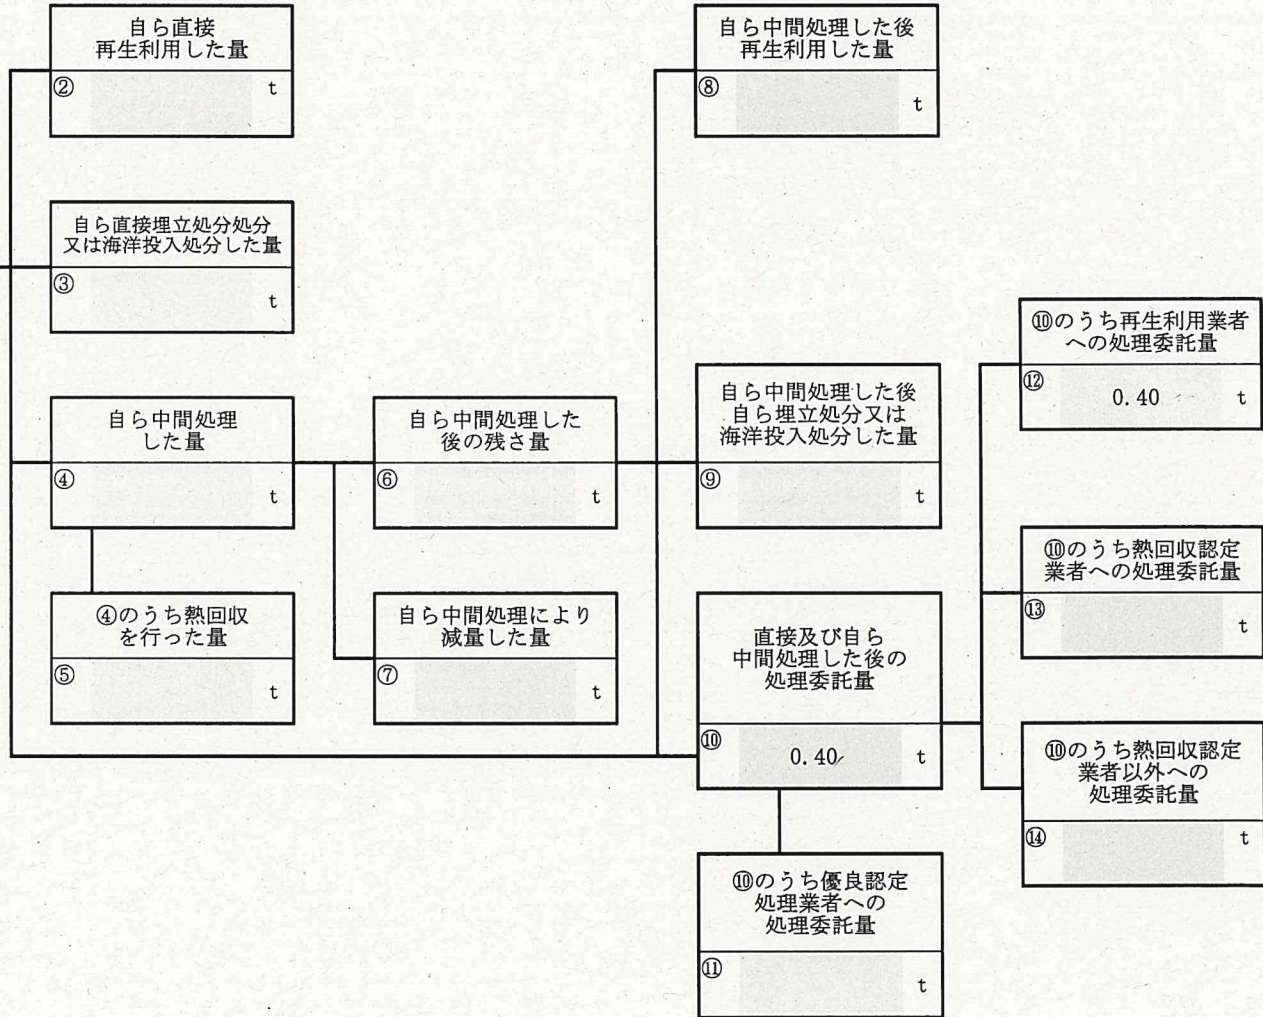 自ら直接
再生利用した量
② t
自ら直接埋立処分処分
又は海洋投入処分した量
③ t
自ら中間処理
した量
④ t
④のうち熱回収
を行った量
⑤ t
自ら中間処理した
後の残さ量
⑥ t
自ら中間処理により
減量した量
⑦ t
自ら中間処理した後
再生利用した量
⑧ t
自ら中間処理した後
自ら埋立処分又は
海洋投入処分した量
⑨ t
直接及び自ら
中間処理した後の
処理委託量
⑩ 0.40 t
⑩のうち優良認定
処理業者への
処理委託量
⑪ t
⑩のうち再生利用業者
への処理委託量
⑫ 0.40 t
⑩のうち熱回収認定
業者への処理委託量
⑬ t
⑩のうち熱回収認定
業者以外への
処理委託量
⑭ t